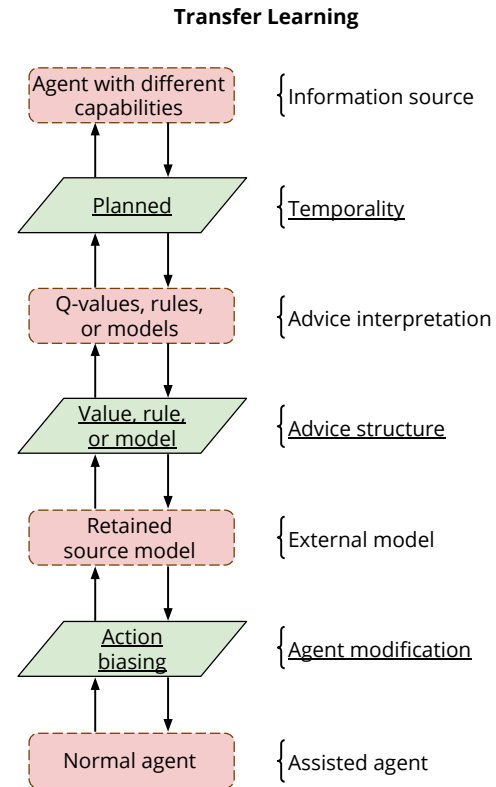 Transfer Learning
Agent with different
capabilities
Information source
Planned
Temporality
Q-values, rules,
or models
Advice interpretation
Value, rule,
or model
Advice structure
Retained
source model
External model
Action
biasing
Agent modification
Normal agent
Assisted agent